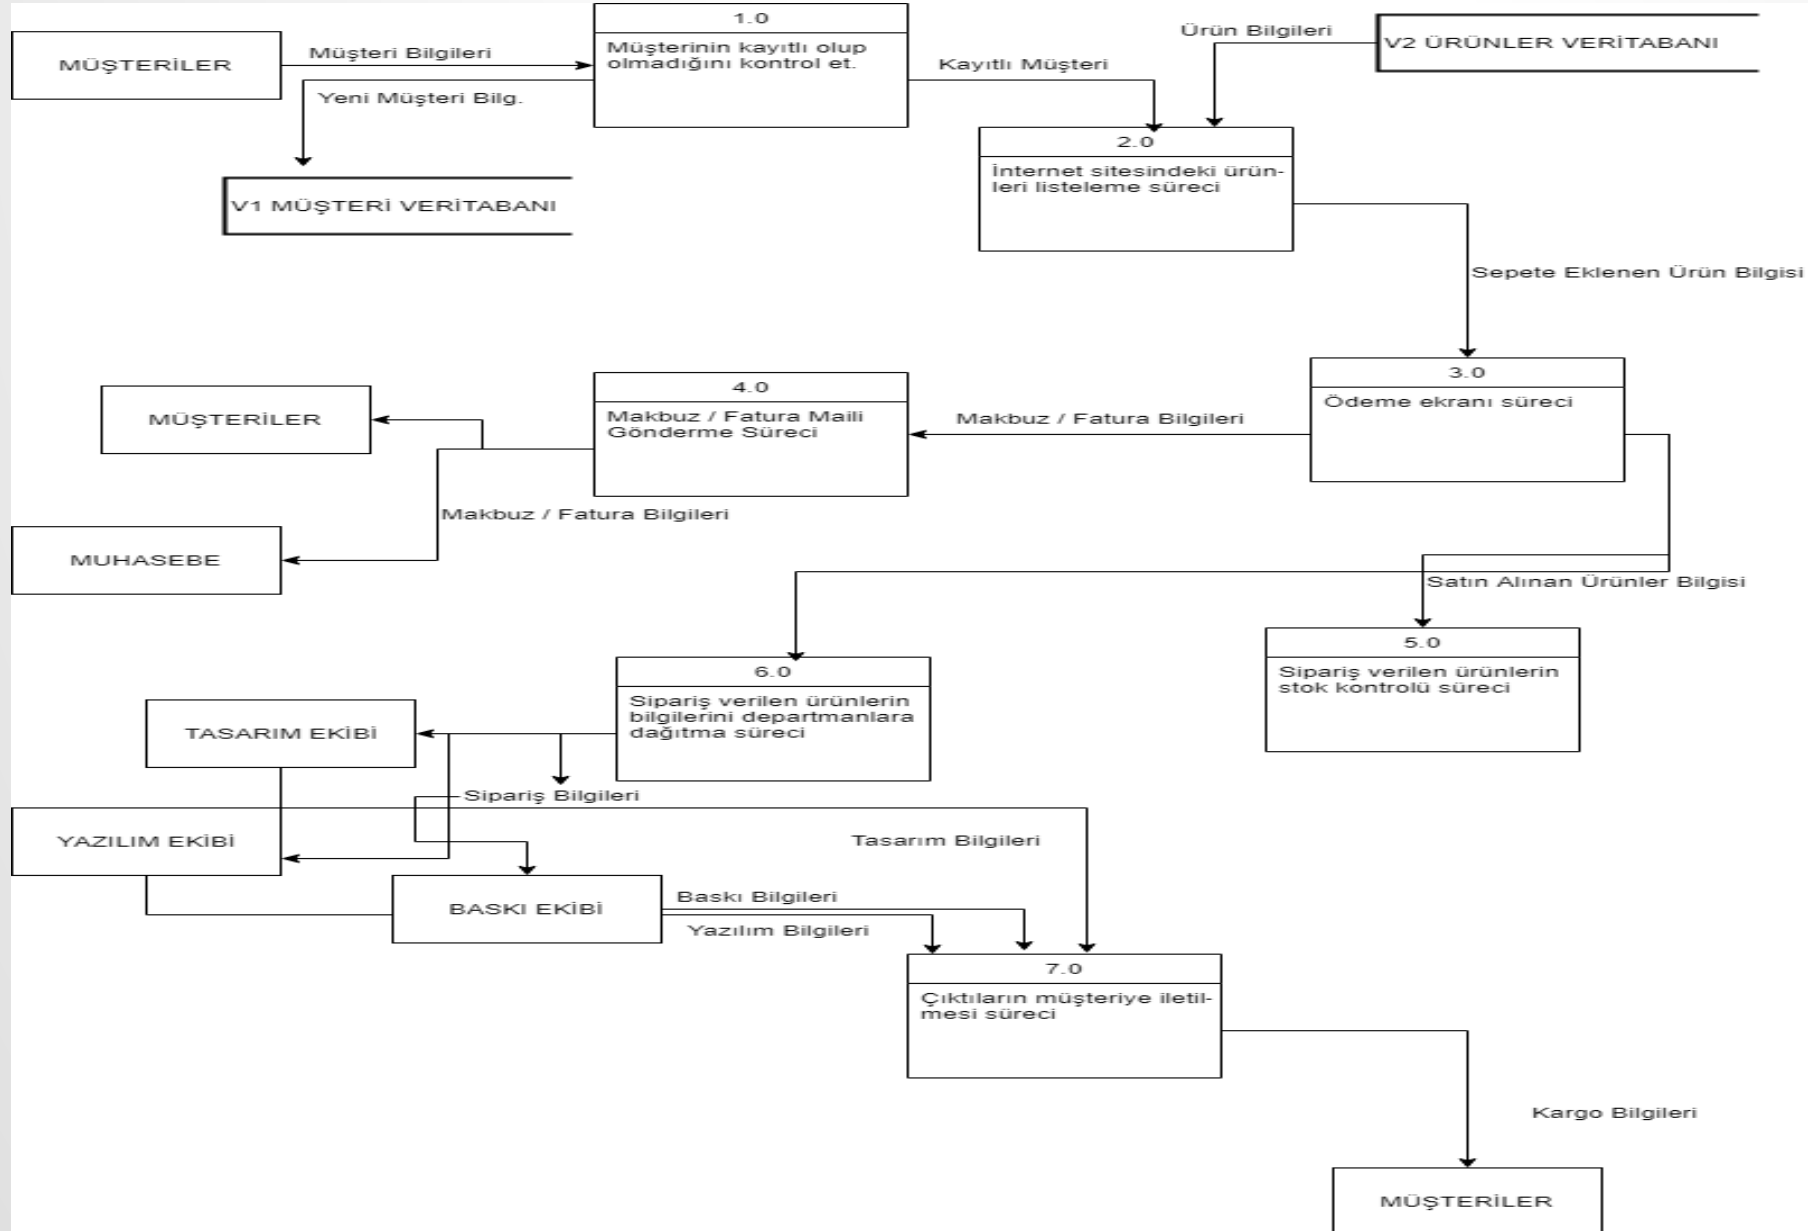 1.0
MÜŞTERİLER
Müşteri Bilgileri
Müşterinin kayıtlı olup
olmadığını kontrol et.
Yeni Müşteri Bilg.
Kayıtlı Müşteri
Ürün Bilgileri
V2 ÜRÜNLER VERİTABANI
V1 MÜŞTERİ VERİTABANI
2.0
İnternet sitesindeki ürün-
leri listeleme süreci
Sepete Eklenen Ürün Bilgisi
3.0
Ödeme ekranı süreci
Makbuz / Fatura Bilgileri
4.0
Makbuz / Fatura Maili
Gönderme Süreci
MÜŞTERİLER
Makbuz / Fatura Bilgileri
MUHASEBE
Satın Alınan Ürünler Bilgisi
5.0
Sipariş verilen ürünlerin
stok kontrolü süreci
6.0
Sipariş verilen ürünlerin
bilgilerini departmanlara
dağıtma süreci
TASARIM EKİBİ
Sipariş Bilgileri
YAZILIM EKİBİ
Tasarım Bilgileri
BASKI EKİBİ
Baskı Bilgileri
Yazılım Bilgileri
7.0
Çıktıların müşteriye iletil-
mesi süreci
Kargo Bilgileri
MÜŞTERİLER